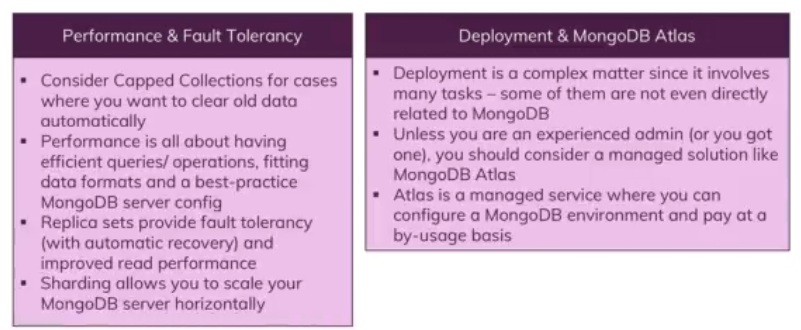 Performance & Fault Tolerancy
▪ Consider Capped Collections for cases
where you want to clear old data
automatically
▪ Performance is all about having
efficient queries/ operations, fitting
data formats and a best-practice
MongoDB server config
▪ Replica sets provide fault tolerancy
(with automatic recovery) and
improved read performance
▪ Sharding allows you to scale your
MongoDB server horizontally
Deployment & MongoDB Atlas
▪ Deployment is a complex matter since it involves
many tasks – some of them are not even directly
related to MongoDB
▪ Unless you are an experienced admin (or you got
one), you should consider a managed solution like
MongoDB Atlas
▪ Atlas is a managed service where you can
configure a MongoDB environment and pay at a
by-usage basis